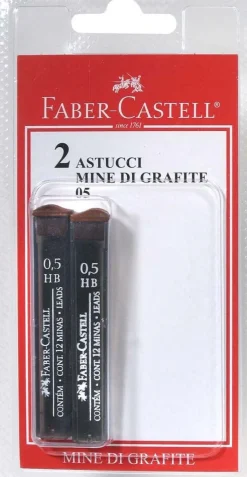 FABER-CASTELL®
since 1761
2 ASTUCCI
MINE DI GRAFITE
05
0,5
HB
FABER-CASTELL
CONTÉM • CONT. 12 MINAS • LEADS
0,5
HB
FABER-CASTELL
CONTÉM • CONT. 12 MINAS • LEADS
MINE DI GRAFITE